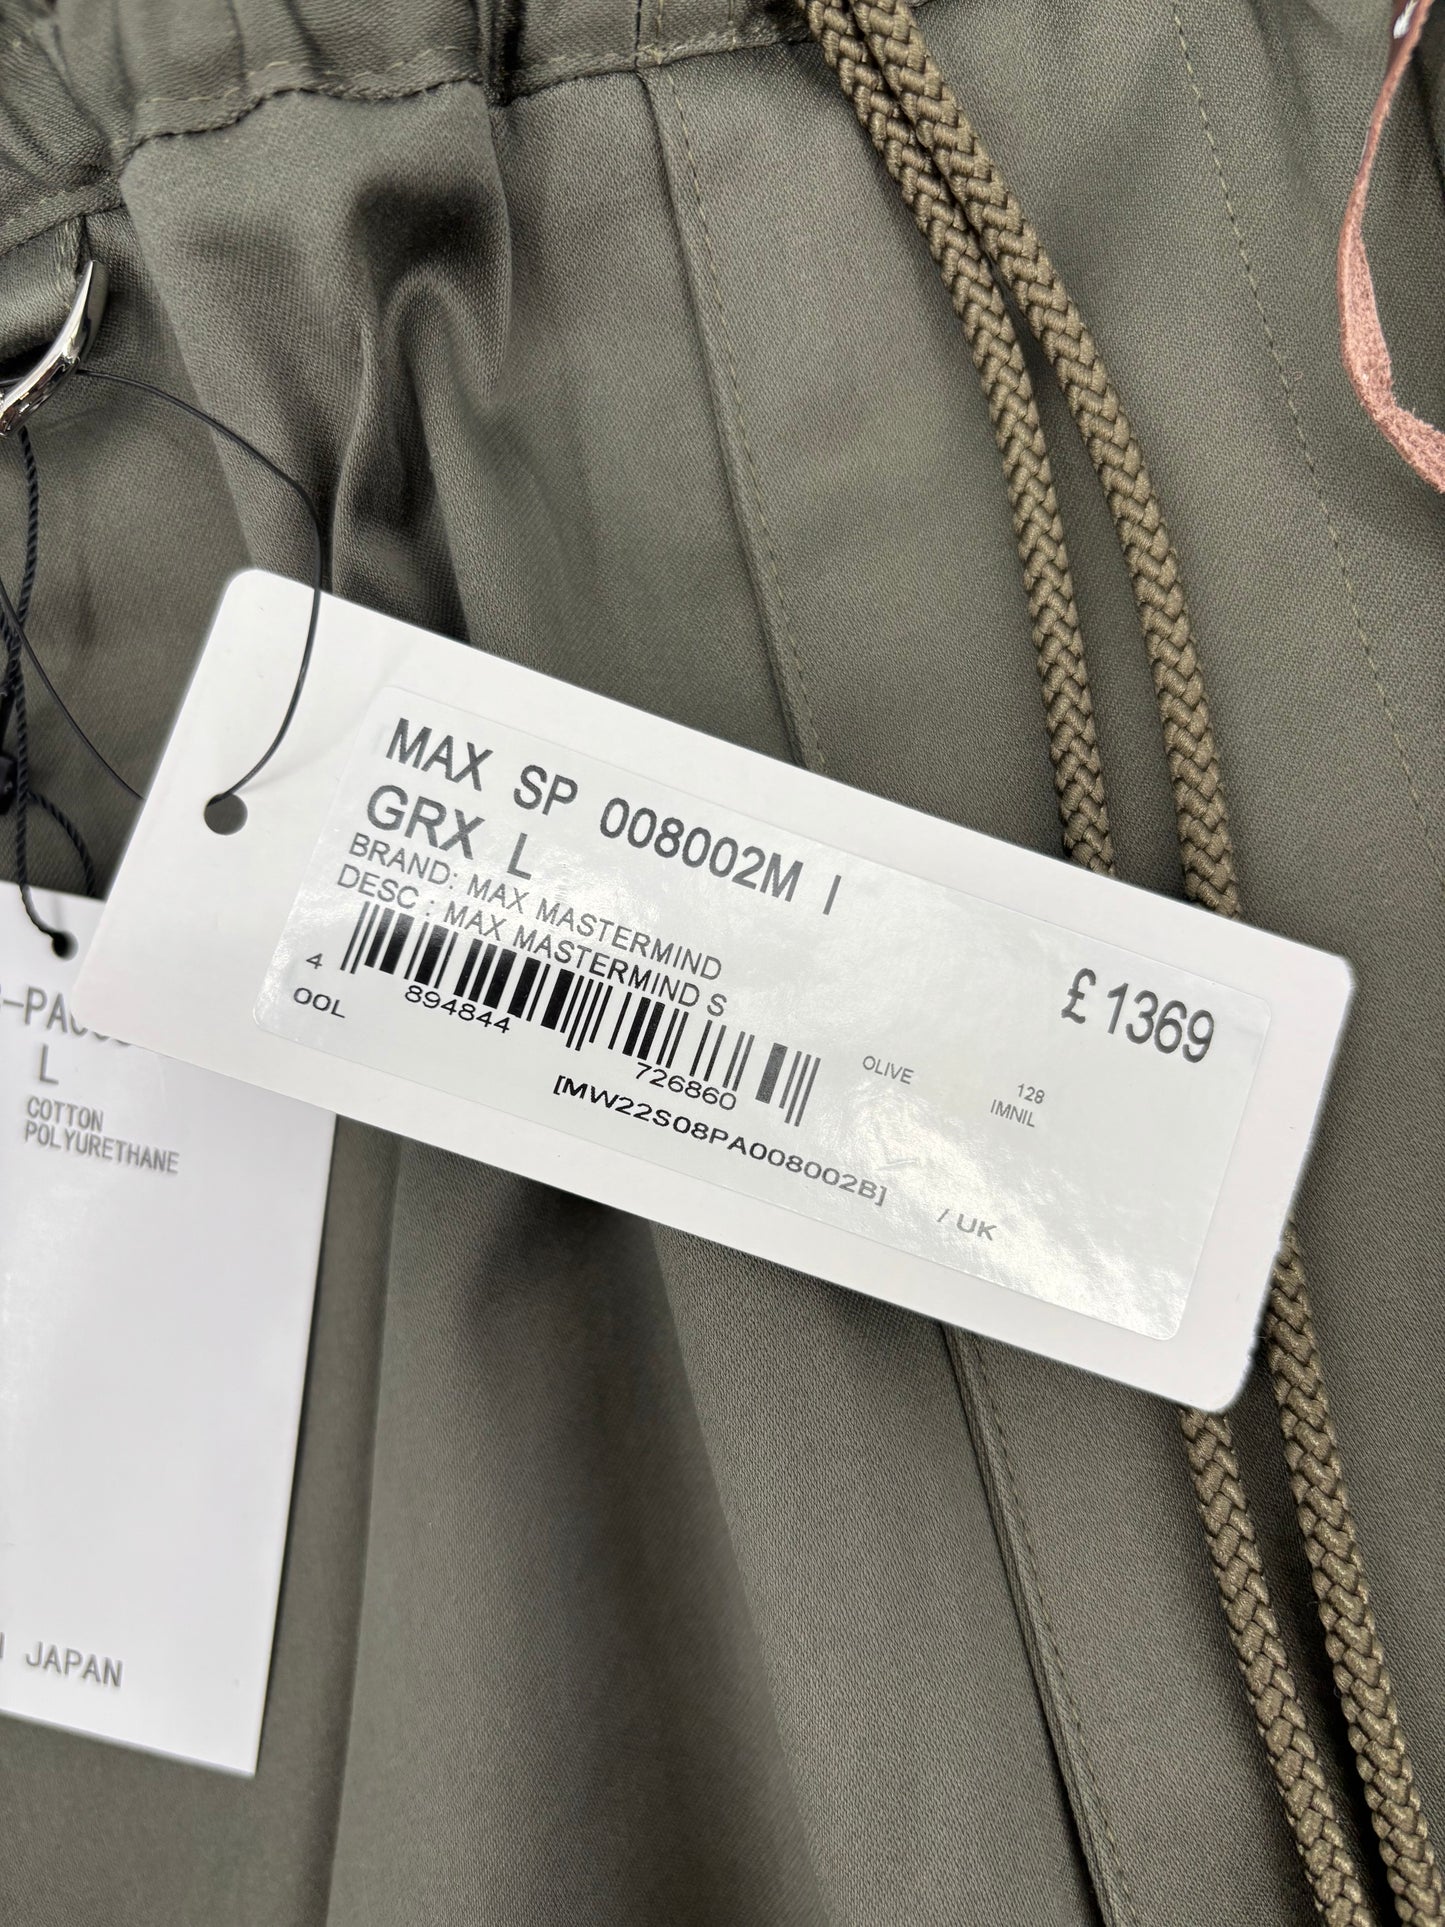 MAX SP 008002M I
GRX L
BRAND: MAX MASTERMIND
DESC : MAX MASTERMIND S
4 894844 726860
00L
£1369
OLIVE
128
IMNIL
[MW22S08PA008002B]
/ UK
L
COTTON
POLYURETHANE
JAPAN